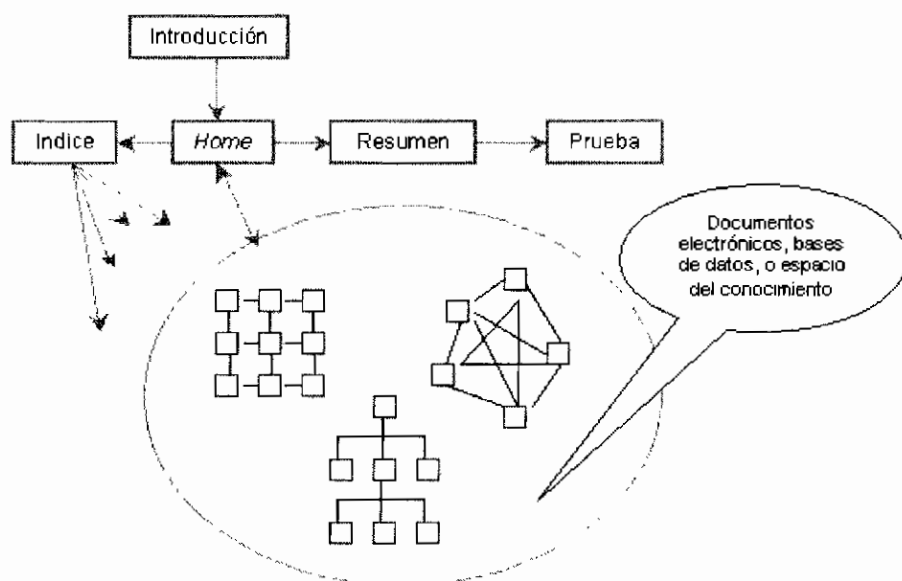 Introducción
Indice
Home
Resumen
Prueba
Documentos
electrónicos, bases
de datos, o espacio
del conocimiento